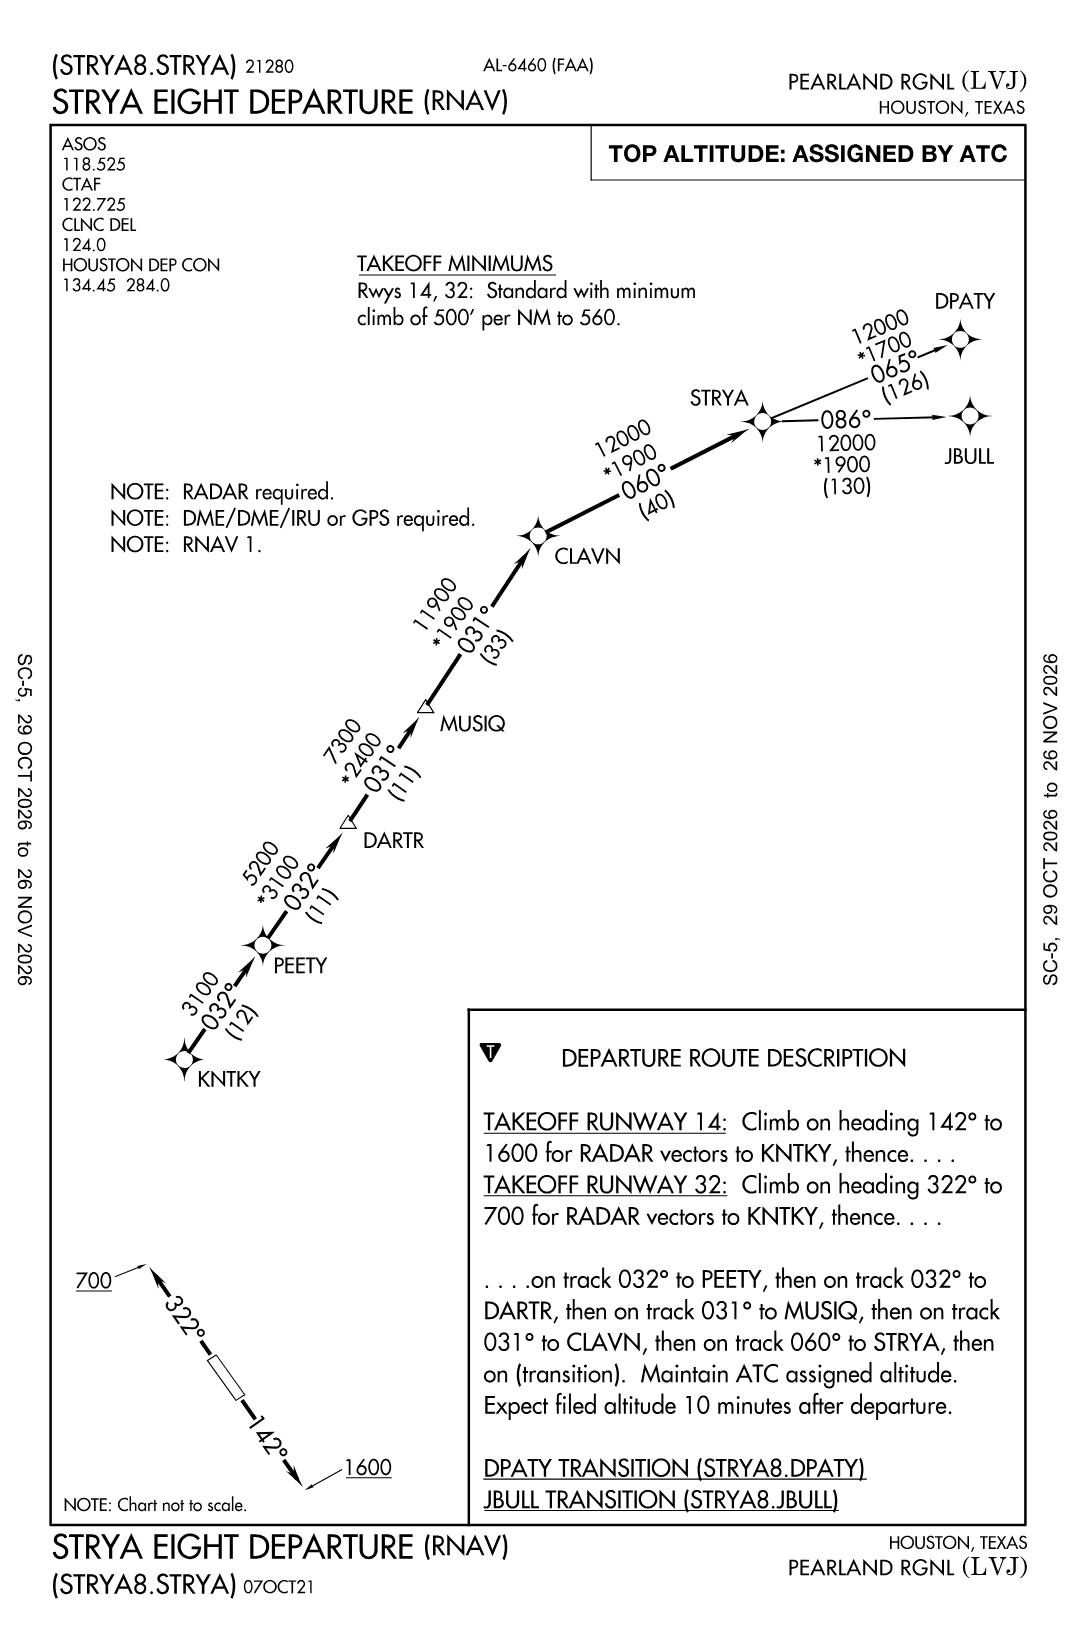 (STRYA8.STRYA) 21280
AL-6460 (FAA)
PEARLAND RGNL (LVJ)
STRYA EIGHT DEPARTURE (RNAV)
HOUSTON, TEXAS
ASOS
118.525
CTAF
122.725
CLNC DEL
124.0
HOUSTON DEP CON
134.45 284.0
TOP ALTITUDE: ASSIGNED BY ATC
TAKEOFF MINIMUMS
Rwys 14, 32: Standard with minimum
climb of 500' per NM to 560.
DPATY
12000
*1700
065°
(126)
STRYA
086°
12000
*1900
(130)
JBULL
12000
*1900
060°
(40)
NOTE: RADAR required.
NOTE: DME/DME/IRU or GPS required.
NOTE: RNAV 1.
CLAVN
11900
*1900
031°
(33)
MUSIQ
7300
*2400
031°
(11)
DARTR
5200
*3100
032°
(11)
PEETY
3100
032°
(12)
KNTKY
SC-5, 29 OCT 2026 to 26 NOV 2026
SC-5, 29 OCT 2026 to 26 NOV 2026
T
DEPARTURE ROUTE DESCRIPTION
TAKEOFF RUNWAY 14: Climb on heading 142° to
1600 for RADAR vectors to KNTKY, thence. . . .
TAKEOFF RUNWAY 32: Climb on heading 322° to
700 for RADAR vectors to KNTKY, thence. . . .
. . . .on track 032° to PEETY, then on track 032° to
DARTR, then on track 031° to MUSIQ, then on track
031° to CLAVN, then on track 060° to STRYA, then
on (transition). Maintain ATC assigned altitude.
Expect filed altitude 10 minutes after departure.
DPATY TRANSITION (STRYA8.DPATY)
JBULL TRANSITION (STRYA8.JBULL)
700
322°
142°
1600
NOTE: Chart not to scale.
STRYA EIGHT DEPARTURE (RNAV)
HOUSTON, TEXAS
(STRYA8.STRYA) 07OCT21
PEARLAND RGNL (LVJ)